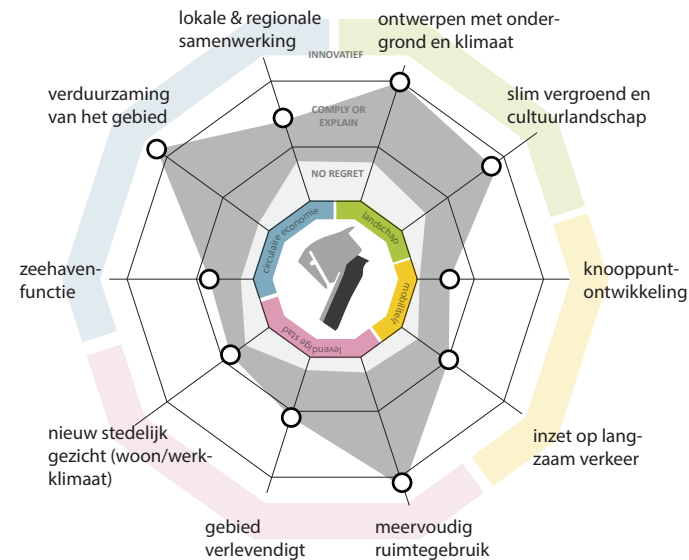 lokale & regionale
samenwerking
ontwerpen met onder-
grond en klimaat
INNOVATIEF
verduurzaming
van het gebied
slim vergroend en
cultuurlandschap
COMPLY OR
EXPLAIN
NO REGRET
circulaire economie
landschap
mobiliteit
levendige stad
zeehaven-
functie
knooppunt-
ontwikkeling
nieuw stedelijk
gezicht (woon/werk-
klimaat)
inzet op lang-
zaam verkeer
gebied
verlevendigt
meervoudig
ruimtegebruik